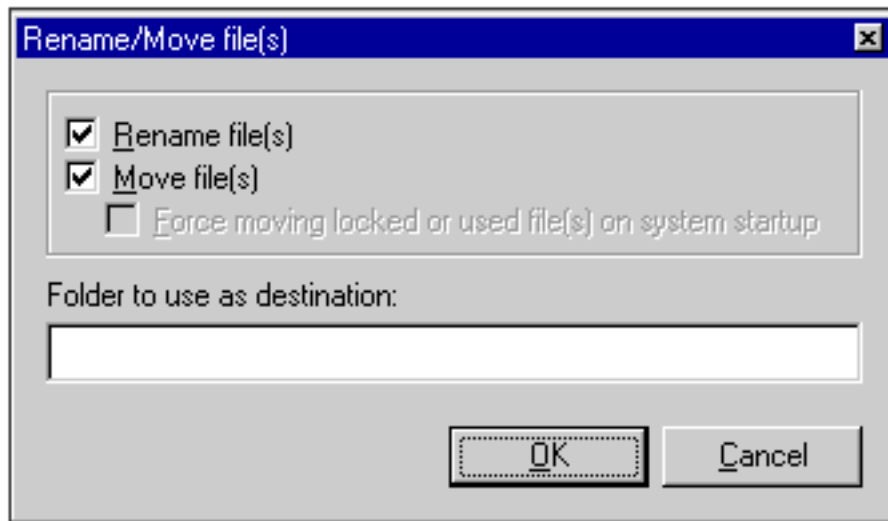 Rename/Move file(s)
Rename file(s)
Move file(s)
Force moving locked or used file(s) on system startup
Folder to use as destination:
OK Cancel